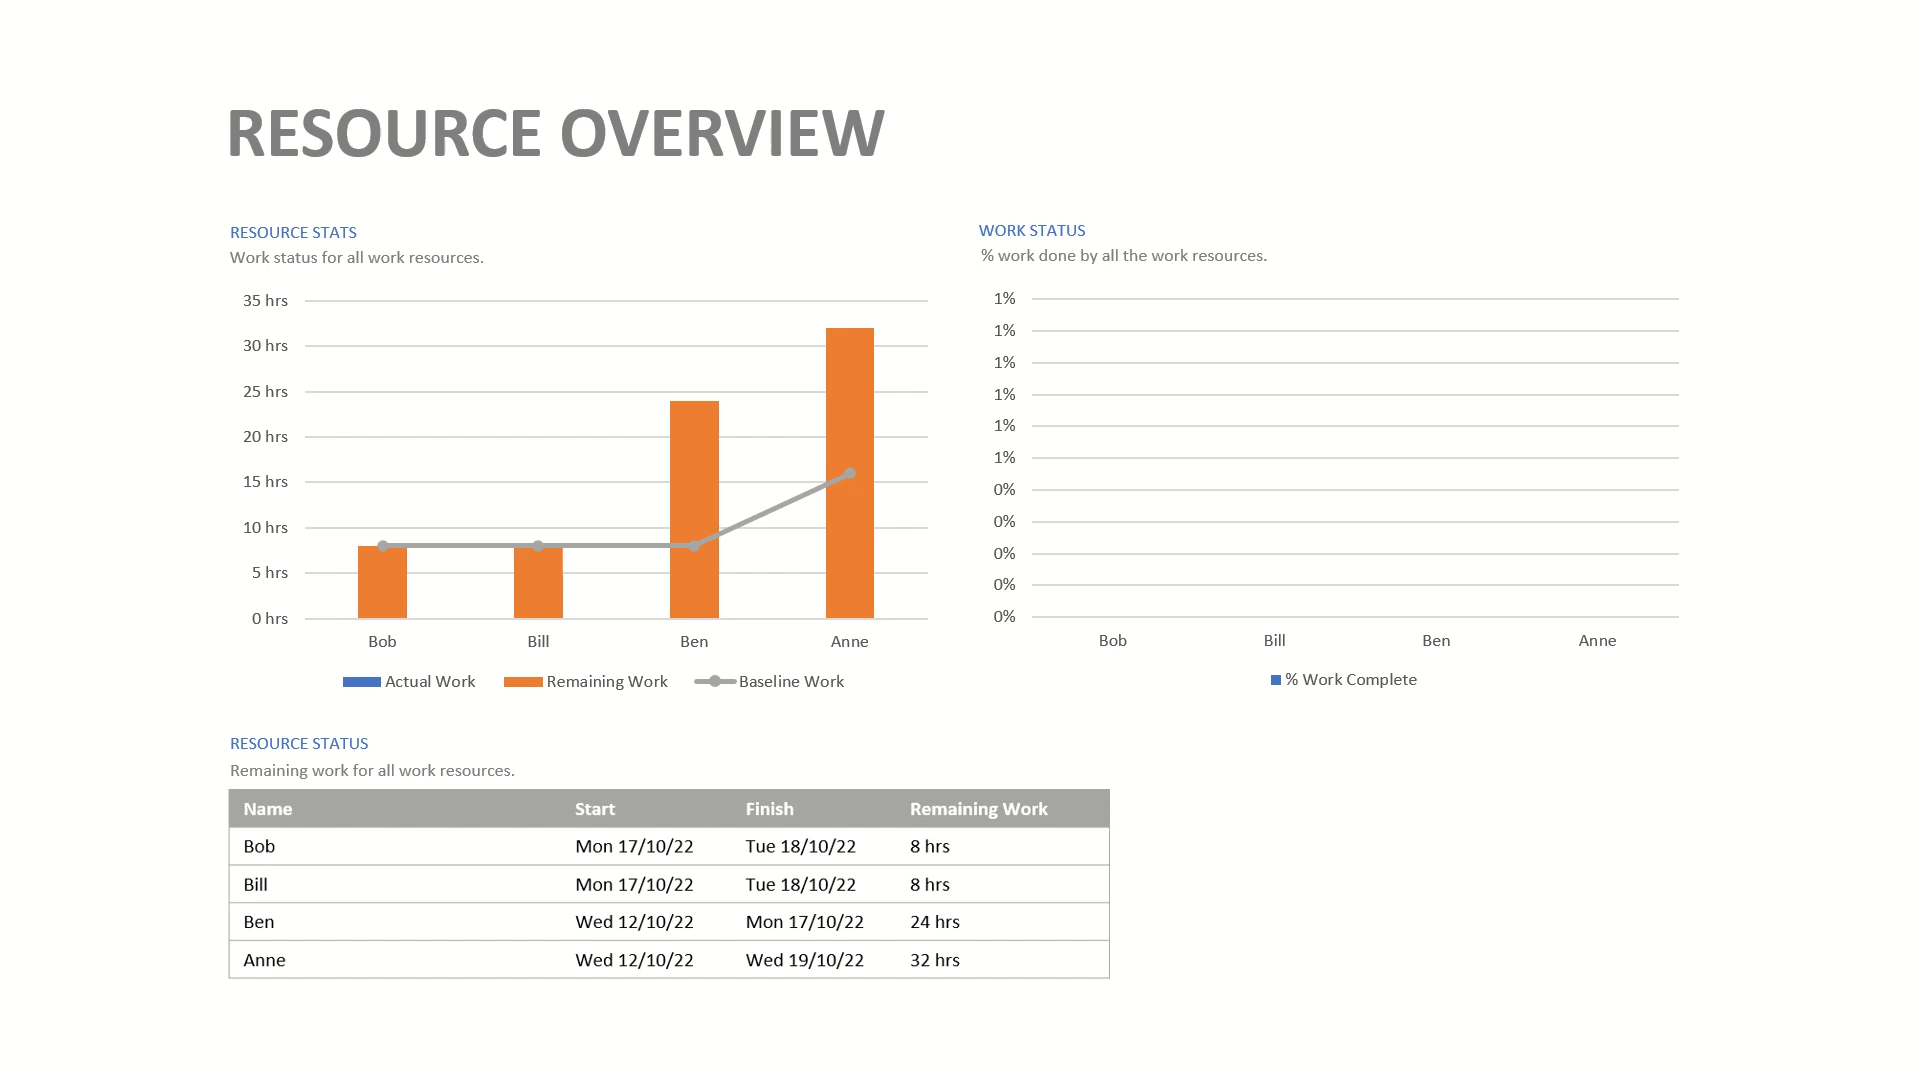 RESOURCE OVERVIEW
RESOURCE STATS
Work status for all work resources.
35 hrs
30 hrs
25 hrs
20 hrs
15 hrs
10 hrs
5 hrs
0 hrs
Bob Bill Ben Anne
Actual Work Remaining Work Baseline Work
WORK STATUS
% work done by all the work resources.
1%
1%
1%
1%
1%
1%
0%
0%
0%
0%
0%
Bob Bill Ben Anne
% Work Complete
RESOURCE STATUS
Remaining work for all work resources.
Name Start Finish Remaining Work
Bob Mon 17/10/22 Tue 18/10/22 8 hrs
Bill Mon 17/10/22 Tue 18/10/22 8 hrs
Ben Wed 12/10/22 Mon 17/10/22 24 hrs
Anne Wed 12/10/22 Wed 19/10/22 32 hrs